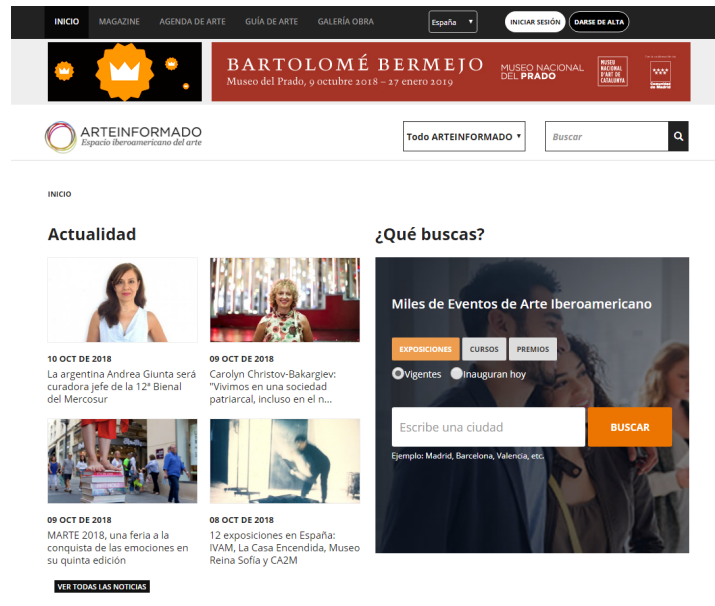 INICIO MAGAZINE AGENDA DE ARTE GUÍA DE ARTE GALERÍA OBRA España INICIAR SESIÓN DARSE DE ALTA
BARTOLOMÉ BERMEJO
Museo del Prado, 9 octubre 2018 – 27 enero 2019
MUSEO NACIONAL
DEL PRADO
MUSEU
NACIONAL
D'ART DE
CATALUNYA
Comunidad
de Madrid
ARTEINFORMADO
Espacio iberoamericano del arte
Todo ARTEINFORMADO
Buscar
INICIO
Actualidad
10 OCT DE 2018
La argentina Andrea Giunta será
curadora jefe de la 12ª Bienal
del Mercosur
09 OCT DE 2018
Carolyn Christov-Bakargiev:
"Vivimos en una sociedad
patriarcal, incluso en el n...
09 OCT DE 2018
MARTE 2018, una feria a la
conquista de las emociones en
su quinta edición
08 OCT DE 2018
12 exposiciones en España:
IVAM, La Casa Encendida, Museo
Reina Sofía y CA2M
VER TODAS LAS NOTICIAS
¿Qué buscas?
Miles de Eventos de Arte Iberoamericano
EXPOSICIONES CURSOS PREMIOS
Vigentes Inauguran hoy
Escribe una ciudad BUSCAR
Ejemplo: Madrid, Barcelona, Valencia, etc.